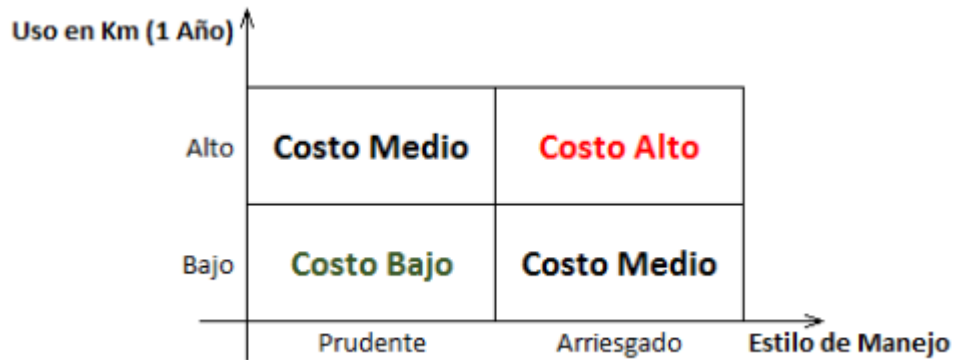 Uso en Km (1 Año)
Alto
Costo Medio
Costo Alto
Bajo
Costo Bajo
Costo Medio
Prudente
Arriesgado
Estilo de Manejo